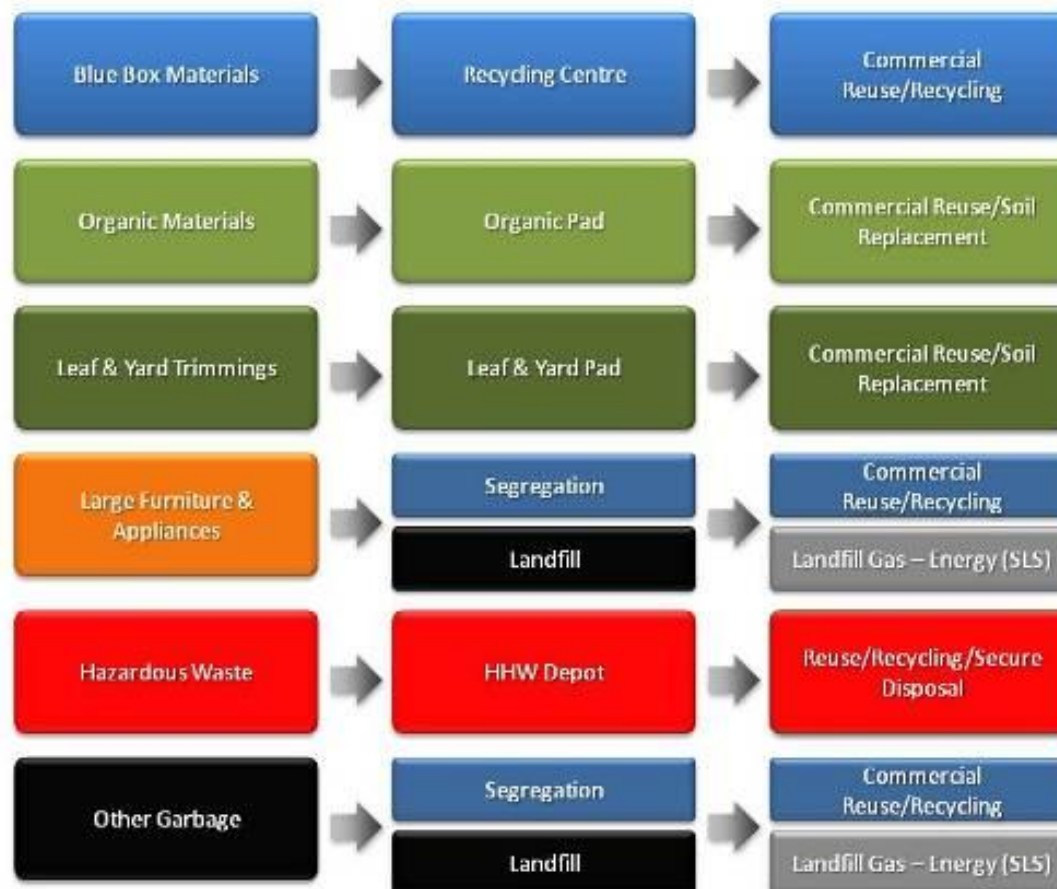 Blue Box Materials
Recycling Centre
Commercial
Reuse/Recycling
Organic Materials
Organic Pad
Commercial Reuse/Soil
Replacement
Leaf & Yard Trimmings
Leaf & Yard Pad
Commercial Reuse/Soil
Replacement
Large Furniture &
Appliances
Segregation
Landfill
Commercial
Reuse/Recycling
Landfill Gas – Energy (SLS)
Hazardous Waste
HHW Depot
Reuse/Recycling/Secure
Disposal
Other Garbage
Segregation
Landfill
Commercial
Reuse/Recycling
Landfill Gas – Energy (SLS)